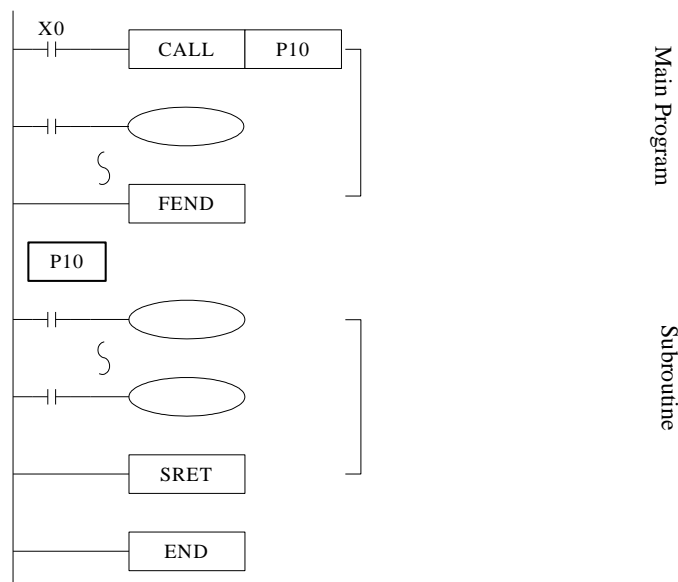 X0
CALL P10
FEND
P10
SRET
END
Main Program
Subroutine